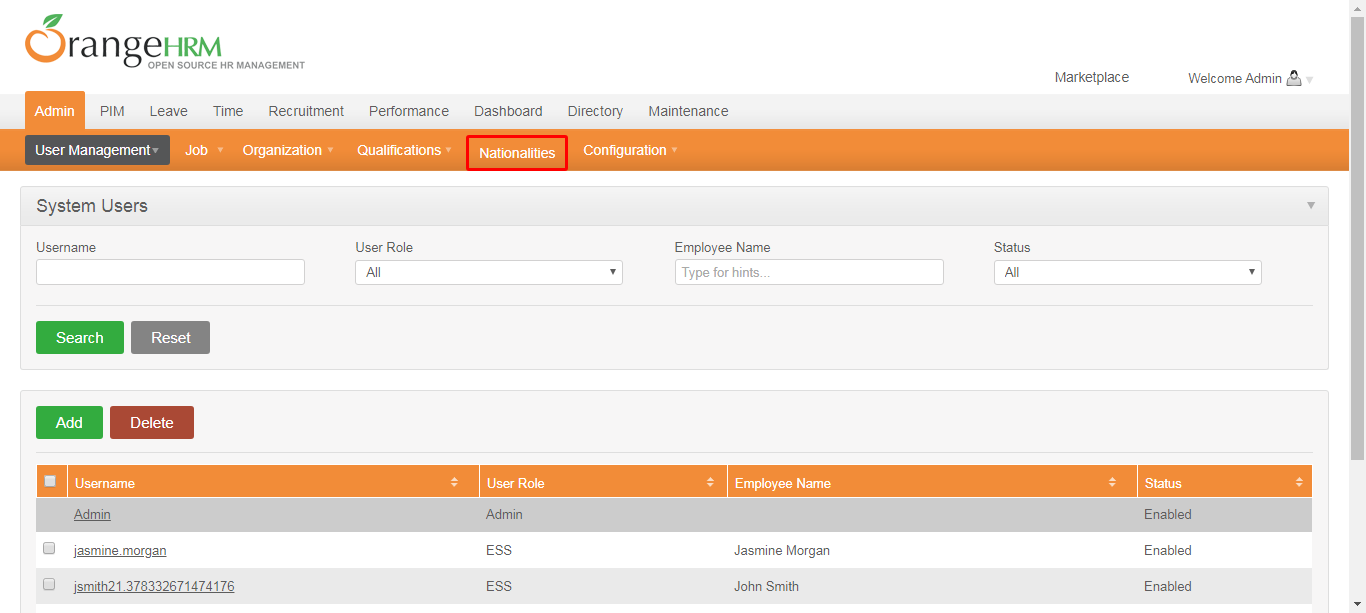 OrangeHRM
OPEN SOURCE HR MANAGEMENT
Marketplace Welcome Admin
Admin PIM Leave Time Recruitment Performance Dashboard Directory Maintenance
User Management Job Organization Qualifications Nationalities Configuration
System Users
Username User Role Employee Name Status
All Type for hints... All
Search Reset
Add Delete
Username User Role Employee Name Status
Admin Admin Enabled
jasmine.morgan ESS Jasmine Morgan Enabled
jsmith21.378332671474176 ESS John Smith Enabled